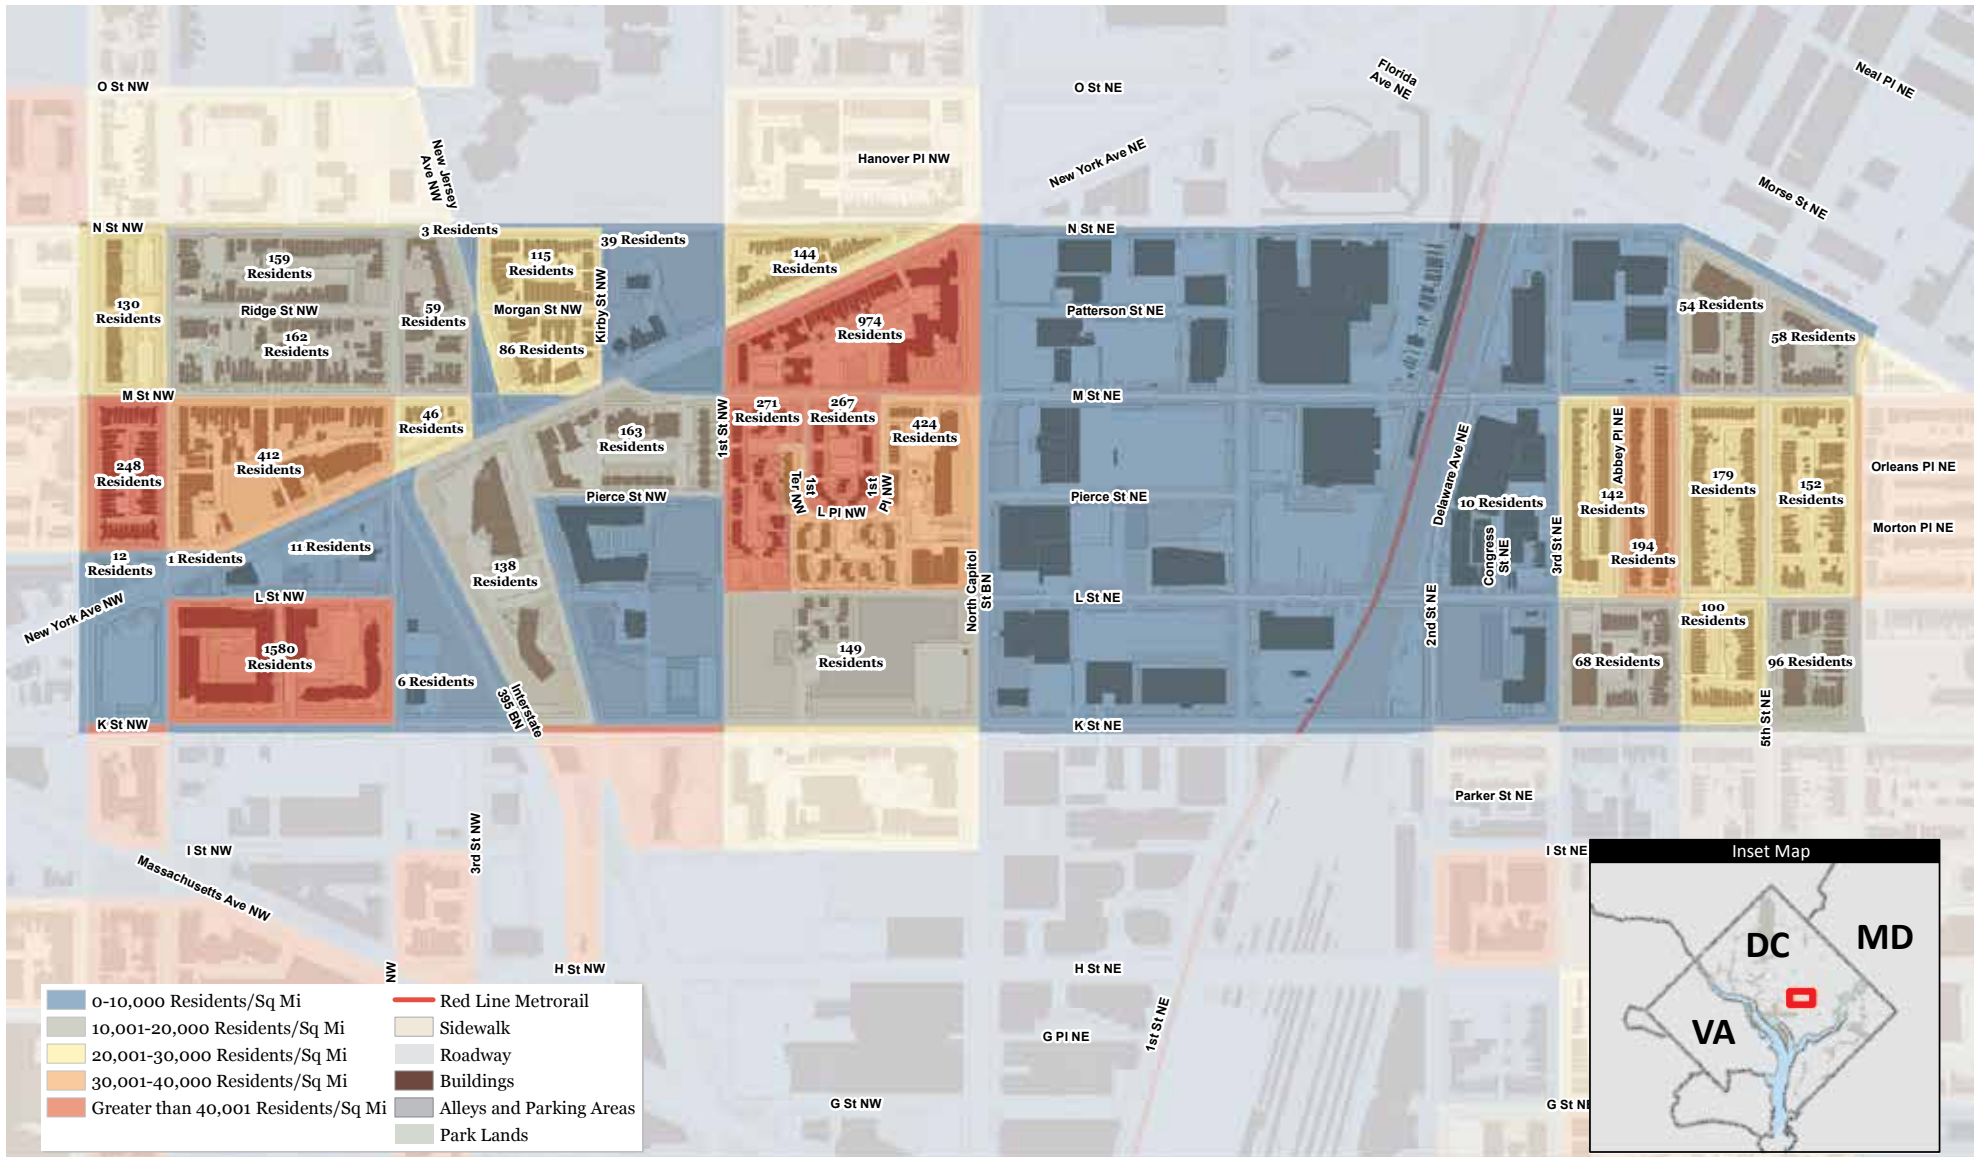 O St NW
O St NE
Florida
Ave NE
Neal Pl NE
New Jersey
Ave NW
Hanover Pl NW
New York Ave NE
Morse St NE
N St NW
3 Residents
39 Residents
N St NE
159
Residents
115
Residents
144
Residents
130
Residents
Ridge St NW
59
Residents
Morgan St NW
Kirby St NW
974
Residents
Patterson St NE
54 Residents
162
Residents
86 Residents
58 Residents
M St NW
M St NE
46
Residents
271
Residents
267
Residents
424
Residents
1st St NW
163
Residents
248
Residents
412
Residents
Abbey Pl NE
Delaware Ave NE
Orleans Pl NE
179
Residents
152
Residents
142
Residents
1st
Ter NW
1st
Pl NW
L Pl NW
Pierce St NW
Pierce St NE
10 Residents
Morton Pl NE
12
Residents
1 Residents
11 Residents
138
Residents
194
Residents
Congress
St NE
3rd St NE
North Capitol
St BN
L St NW
L St NE
2nd St NE
New York Ave NW
100
Residents
1580
Residents
149
Residents
68 Residents
96 Residents
6 Residents
Interstate
395 BN
K St NW
K St NE
5th St NE
Parker St NE
3rd St NW
I St NW
I St NE
Massachusetts Ave NW
NW
H St NW
H St NE
1st St NE
G Pl NE
G St NW
G St NE
0-10,000 Residents/Sq Mi
10,001-20,000 Residents/Sq Mi
20,001-30,000 Residents/Sq Mi
30,001-40,000 Residents/Sq Mi
Greater than 40,001 Residents/Sq Mi
Red Line Metrorail
Sidewalk
Roadway
Buildings
Alleys and Parking Areas
Park Lands
Inset Map
DC
MD
VA